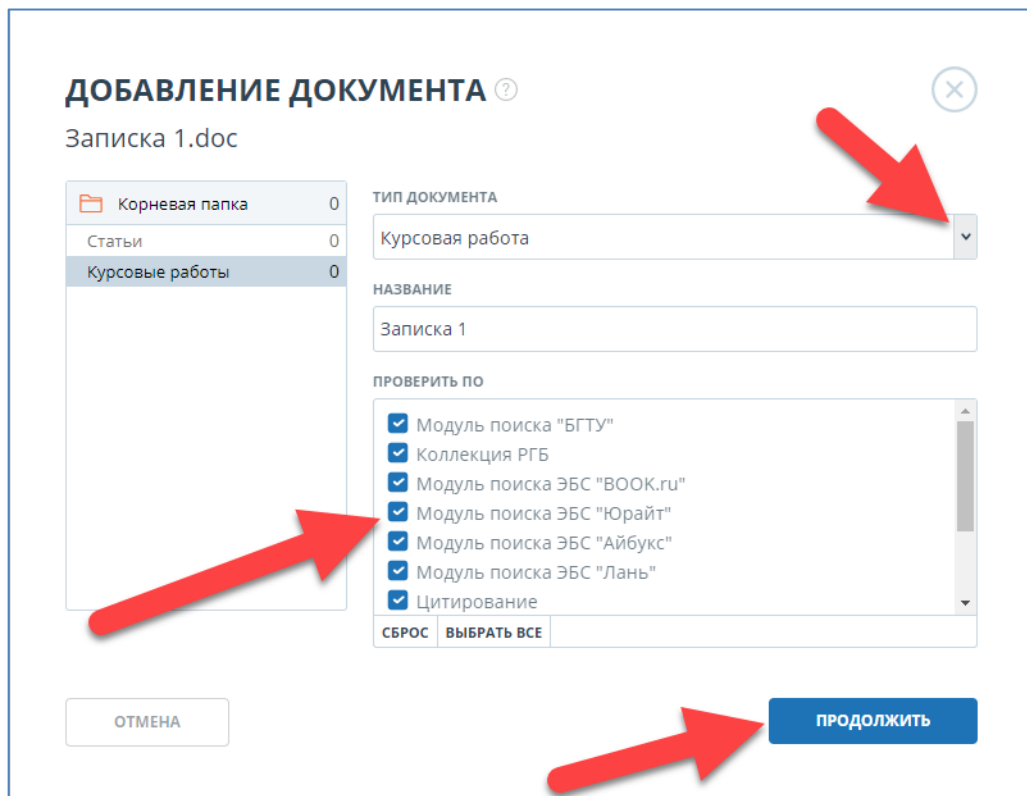 ДОБАВЛЕНИЕ ДОКУМЕНТА ?
Записка 1.doc
Корневая папка 0
Статьи 0
Курсовые работы 0
ТИП ДОКУМЕНТА
Курсовая работа
НАЗВАНИЕ
Записка 1
ПРОВЕРИТЬ ПО
Модуль поиска "БГТУ"
Коллекция РГБ
Модуль поиска ЭБС "BOOK.ru"
Модуль поиска ЭБС "Юрайт"
Модуль поиска ЭБС "Айбукс"
Модуль поиска ЭБС "Лань"
Цитирование
СБРОС ВЫБРАТЬ ВСЕ
ОТМЕНА
ПРОДОЛЖИТЬ